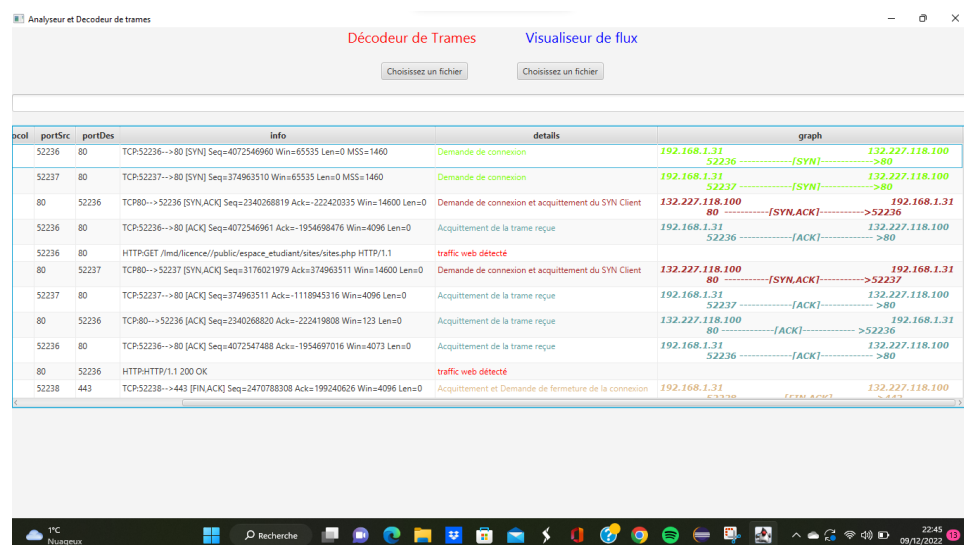 Analyseur et Decodeur de trames
Décodeur de Trames Visualiseur de flux
Choisissez un fichier Choisissez un fichier
ocol portSrc portDes info details graph
52236 80 TCP:52236-->80 [SYN] Seq=4072546960 Win=65535 Len=0 MSS=1460 Demande de connexion 192.168.1.31 132.227.118.100
52236 -------------[SYN]------------->80
52237 80 TCP:52237-->80 [SYN] Seq=374963510 Win=65535 Len=0 MSS=1460 Demande de connexion 192.168.1.31 132.227.118.100
52237 -------------[SYN]------------->80
80 52236 TCP80-->52236 [SYN,ACK] Seq=2340268819 Ack=-222420335 Win=14600 Len=0 Demande de connexion et acquittement du SYN Client 132.227.118.100 192.168.1.31
80 -----------[SYN,ACK]----------->52236
52236 80 TCP:52236-->80 [ACK] Seq=4072546961 Ack=-1954698476 Win=4096 Len=0 Acquittement de la trame reçue 192.168.1.31 132.227.118.100
52236 -------------[ACK]------------- >80
52236 80 HTTP:GET /lmd/licence//public/espace_etudiant/sites/sites.php HTTP/1.1 traffic web détecté
80 52237 TCP80-->52237 [SYN,ACK] Seq=3176021979 Ack=374963511 Win=14600 Len=0 Demande de connexion et acquittement du SYN Client 132.227.118.100 192.168.1.31
80 -----------[SYN,ACK]----------->52237
52237 80 TCP:52237-->80 [ACK] Seq=374963511 Ack=-1118945316 Win=4096 Len=0 Acquittement de la trame reçue 192.168.1.31 132.227.118.100
52237 -------------[ACK]------------- >80
80 52236 TCP:80-->52236 [ACK] Seq=2340268820 Ack=-222419808 Win=123 Len=0 Acquittement de la trame reçue 132.227.118.100 192.168.1.31
80 -------------[ACK]------------- >52236
52236 80 TCP:52236-->80 [ACK] Seq=4072547488 Ack=-1954697016 Win=4073 Len=0 Acquittement de la trame reçue 192.168.1.31 132.227.118.100
52236 -------------[ACK]------------- >80
80 52236 HTTP:HTTP/1.1 200 OK traffic web détecté
52238 443 TCP:52238-->443 [FIN,ACK] Seq=2470788308 Ack=199240626 Win=4096 Len=0 Acquittement et Demande de fermeture de la connexion 192.168.1.31 132.227.118.100
1°C
Nuageux
Recherche
22:45
09/12/2022
13